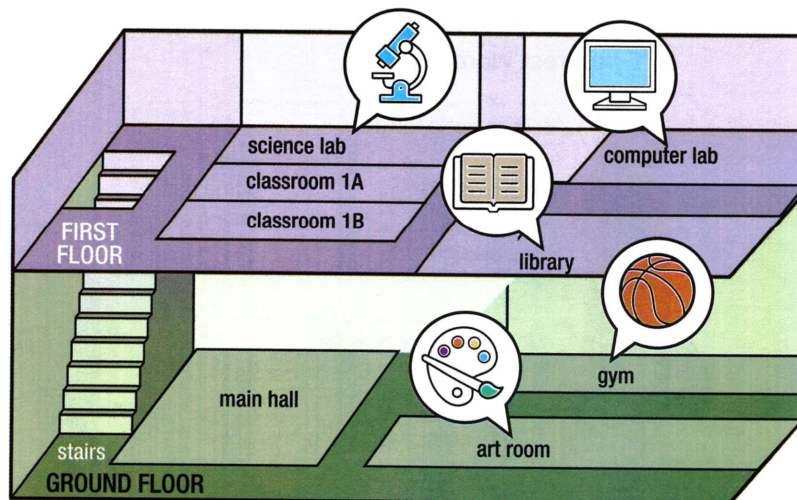 science lab
computer lab
classroom 1A
classroom 1B
FIRST
FLOOR
library
gym
main hall
art room
stairs
GROUND FLOOR